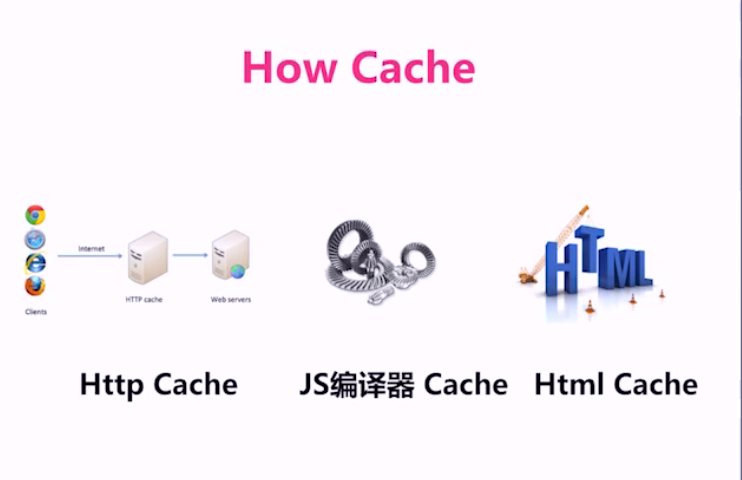 How Cache
Internet
HTTP cache
Web servers
Clients
HTML
Http Cache
JS编译器 Cache
Html Cache